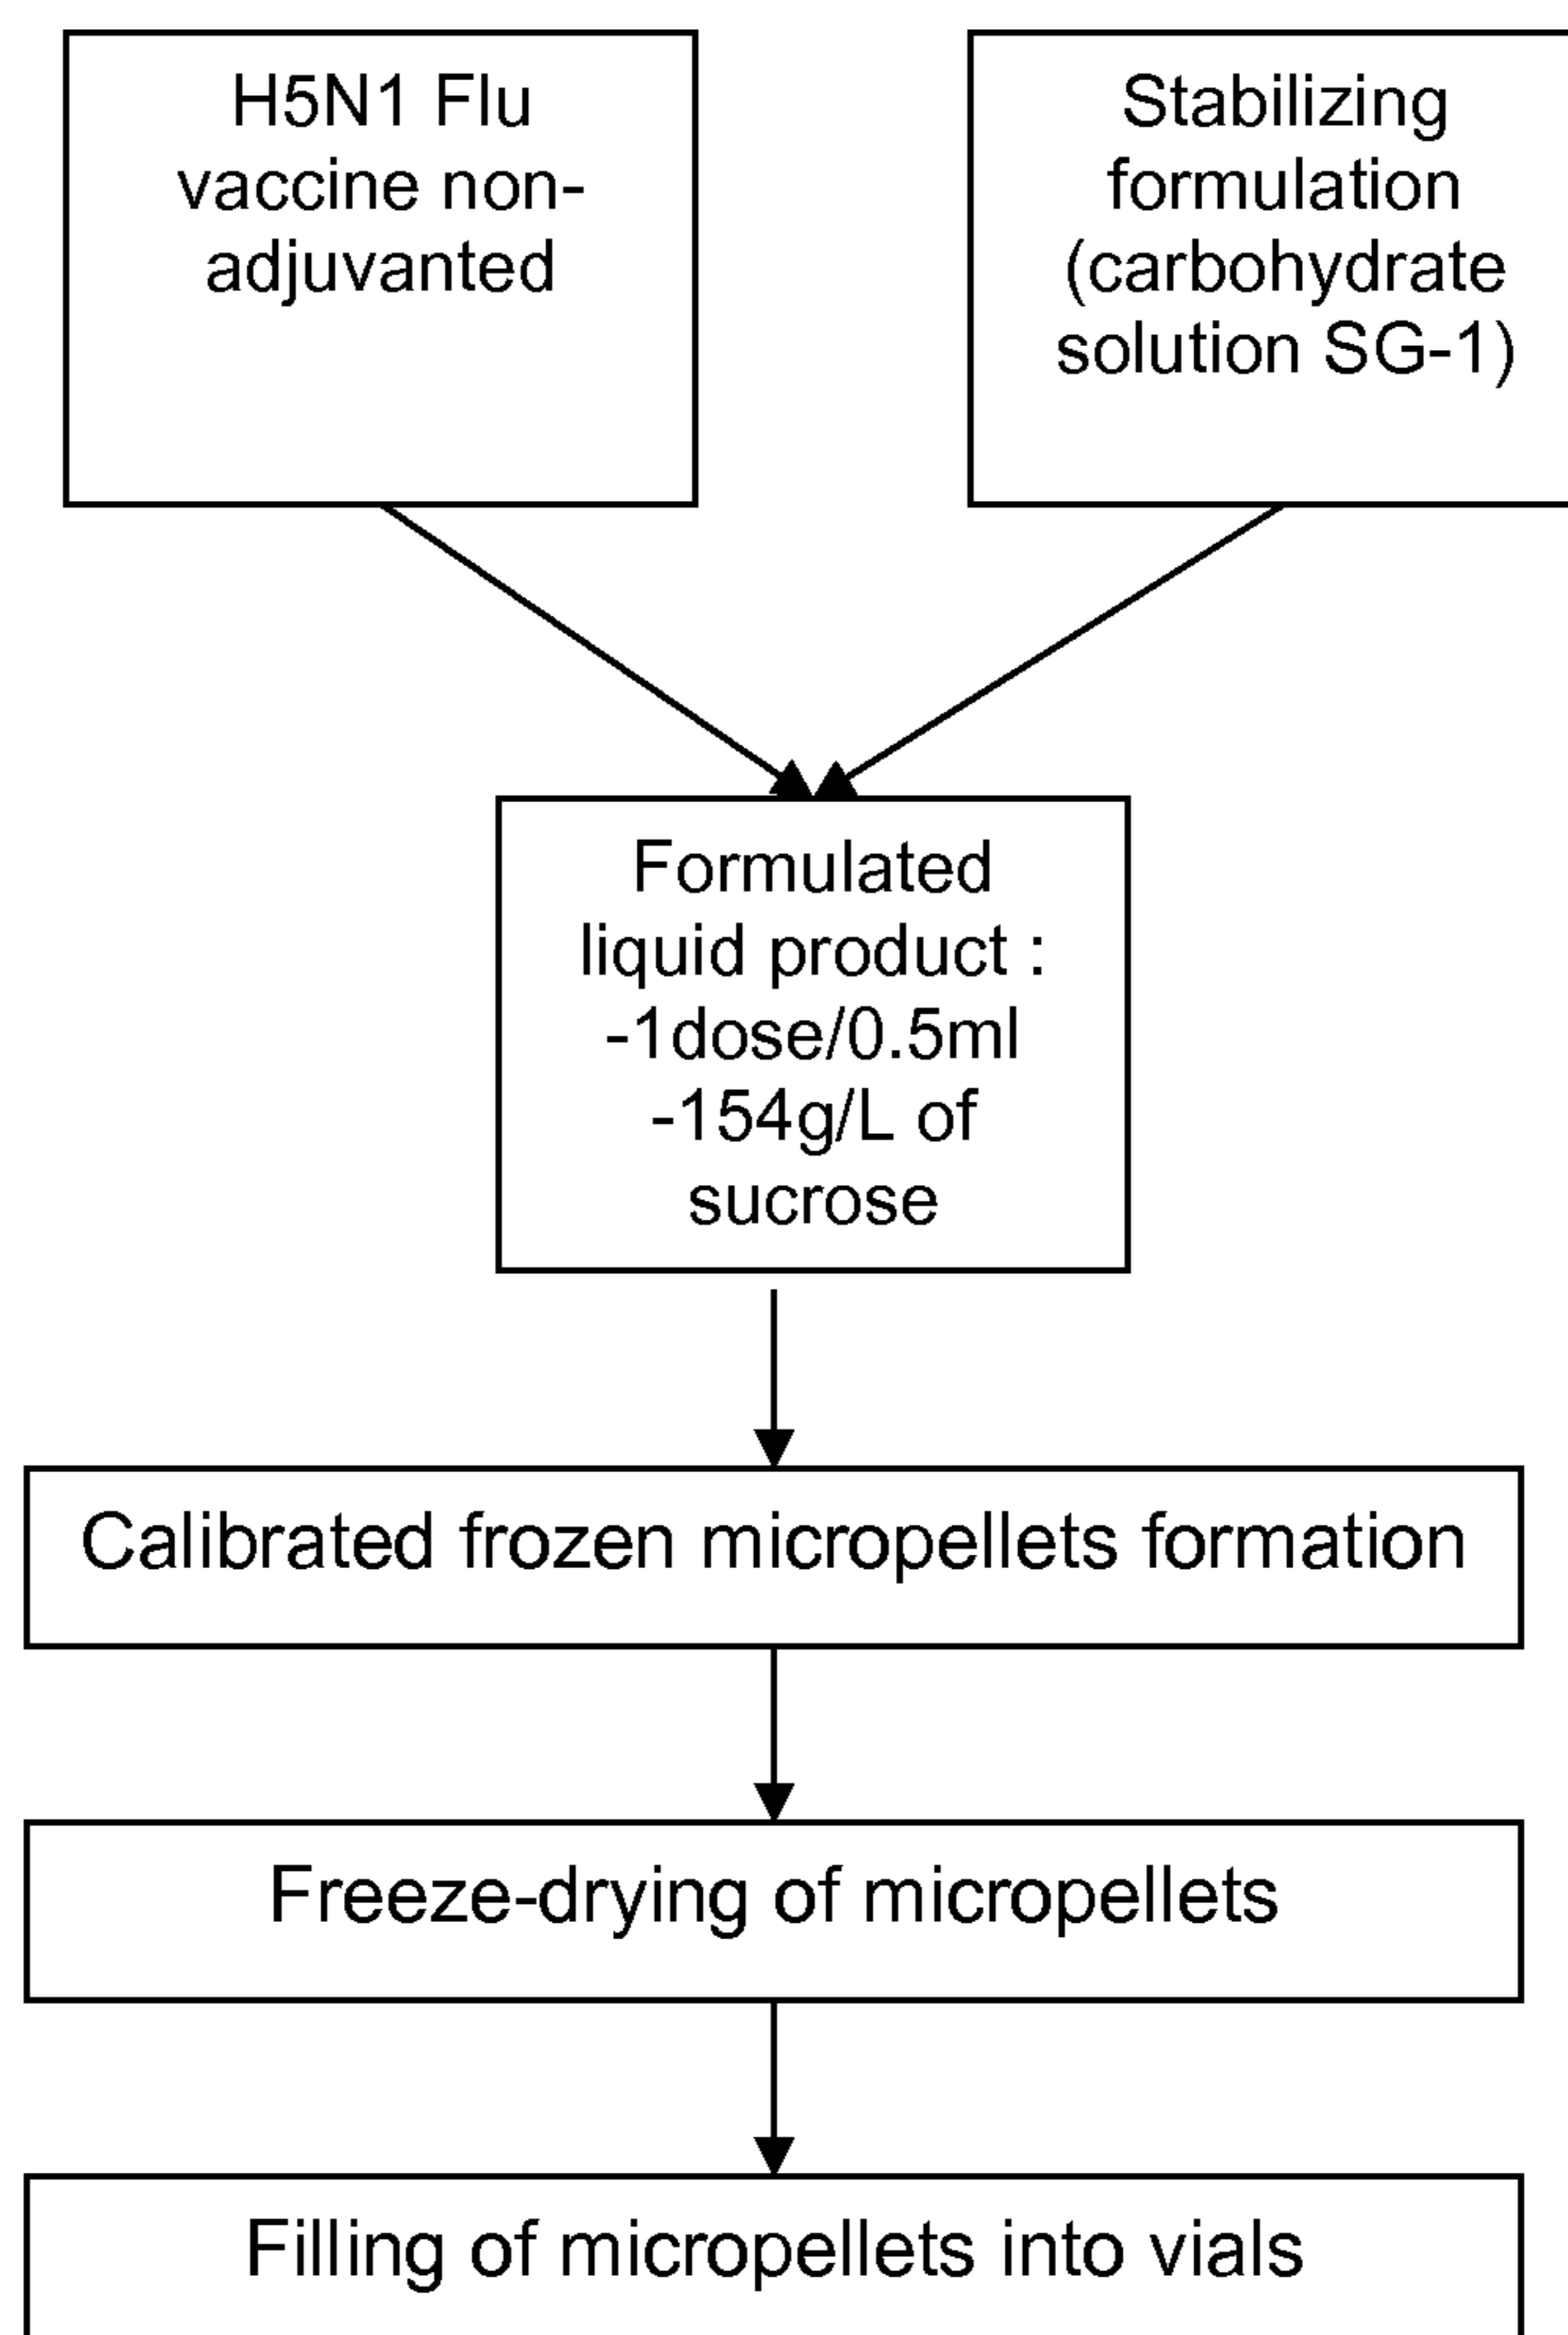 H5N1 Flu
vaccine non-
adjuvanted
Stabilizing
formulation
(carbohydrate
solution SG-1)
Formulated
liquid product :
-1dose/0.5ml
-154g/L of
sucrose
Calibrated frozen micropellets formation
Freeze-drying of micropellets
Filling of micropellets into vials